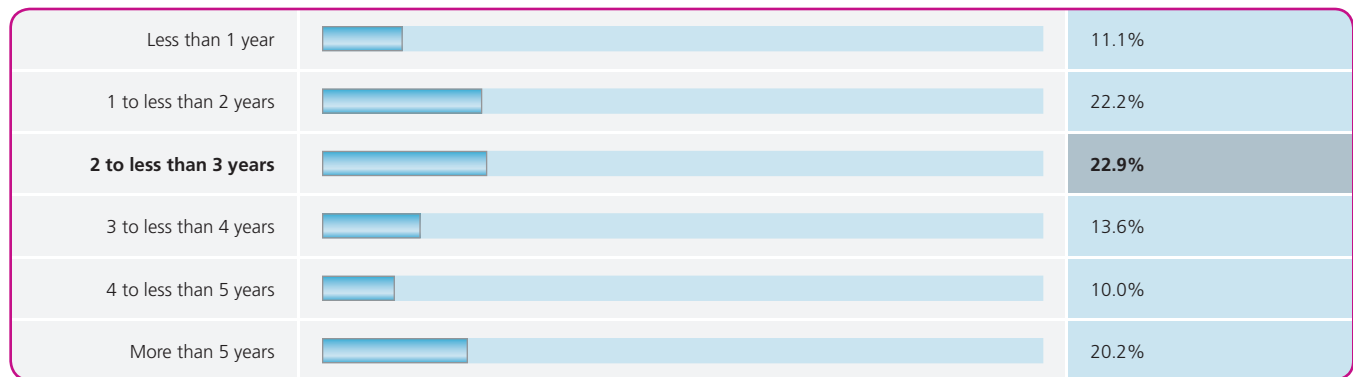 Less than 1 year 11.1%
1 to less than 2 years 22.2%
2 to less than 3 years 22.9%
3 to less than 4 years 13.6%
4 to less than 5 years 10.0%
More than 5 years 20.2%